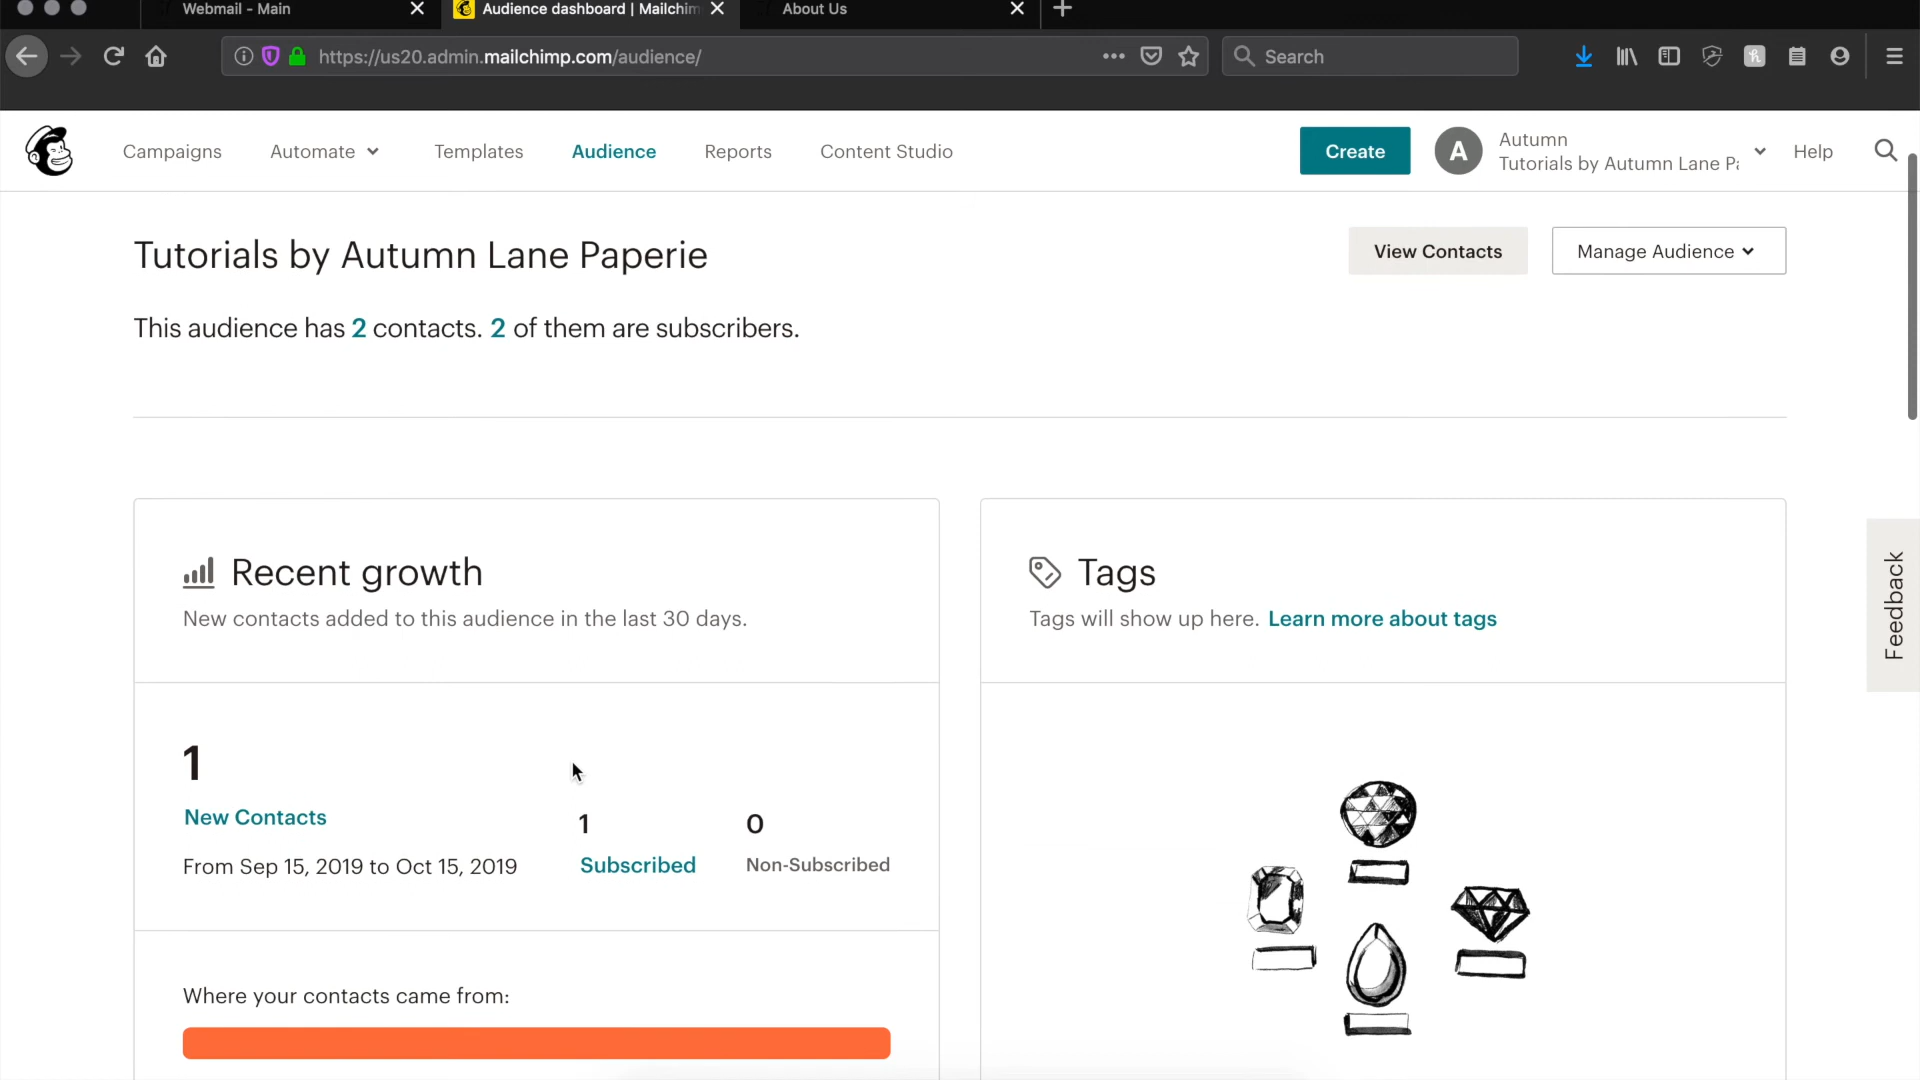 Webmail - Main
Audience dashboard | Mailchim
About Us
https://us20.admin.mailchimp.com/audience/
Search
Campaigns
Automate
Templates
Audience
Reports
Content Studio
Create
A
Autumn
Tutorials by Autumn Lane Pa
Help
Tutorials by Autumn Lane Paperie
View Contacts
Manage Audience
This audience has 2 contacts. 2 of them are subscribers.
Recent growth
New contacts added to this audience in the last 30 days.
Tags
Tags will show up here. Learn more about tags
Feedback
1
New Contacts
From Sep 15, 2019 to Oct 15, 2019
1
Subscribed
0
Non-Subscribed
Where your contacts came from: